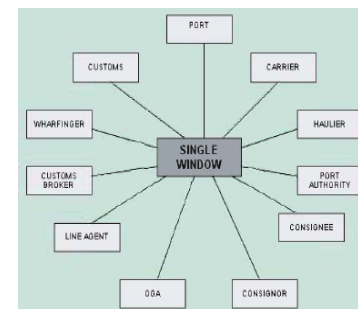 PORT
CUSTOMS
CARRIER
WHARFINGER
HAULIER
SINGLE
WINDOW
CUSTOMS
BROKER
PORT
AUTHORITY
LINE AGENT
CONSIGNEE
OGA
CONSIGNOR